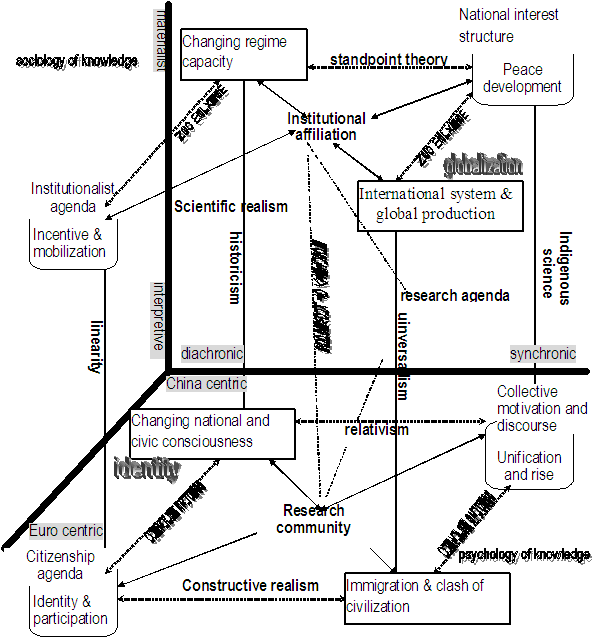 materialist
sociology of knowledge
Changing regime
capacity
standpoint theory
National interest
structure
Peace
development
Institutional
affiliation
globalization
Institutionalist
agenda
Incentive &
mobilization
Scientific realism
International system &
global production
historicism
Indigenous
science
research agenda
linearity
interpretive
uinversalism
diachronic
synchronic
China centric
Changing national and
civic consciousness
relativism
Collective
motivation and
discourse
Unification
and rise
identity
Research
community
Euro centric
Citizenship
agenda
Identity &
participation
Constructive realism
Immigration & clash of
civilization
psychology of knowledge